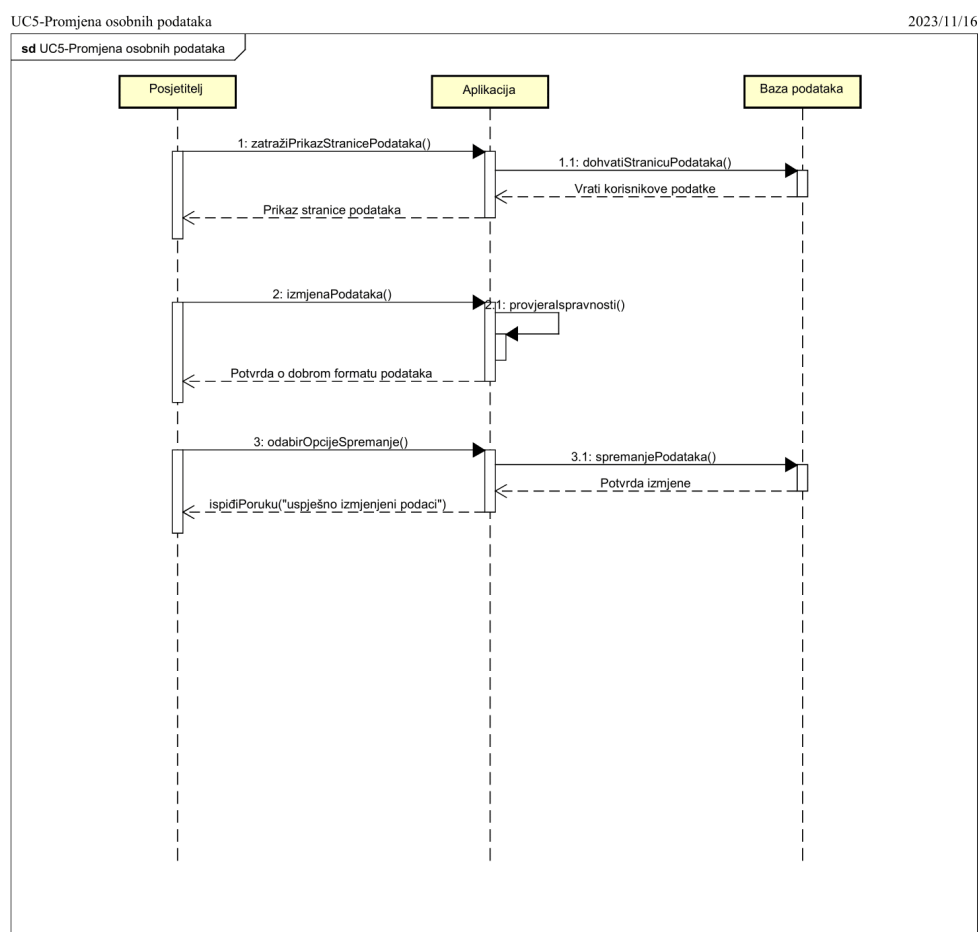 UC5-Promjena osobnih podataka 2023/11/16
sd UC5-Promjena osobnih podataka
Posjetitelj Aplikacija Baza podataka
1: zatražiPrikazStranicePodataka()
1.1: dohvatiStranicuPodataka()
Vrati korisnikove podatke
Prikaz stranice podataka
2: izmjenaPodataka()
2.1: provjeraIspravnosti()
Potvrda o dobrom formatu podataka
3: odabirOpcijeSpremanje()
3.1: spremanjePodataka()
Potvrda izmjene
ispiđiPoruku("uspješno izmjenjeni podaci")